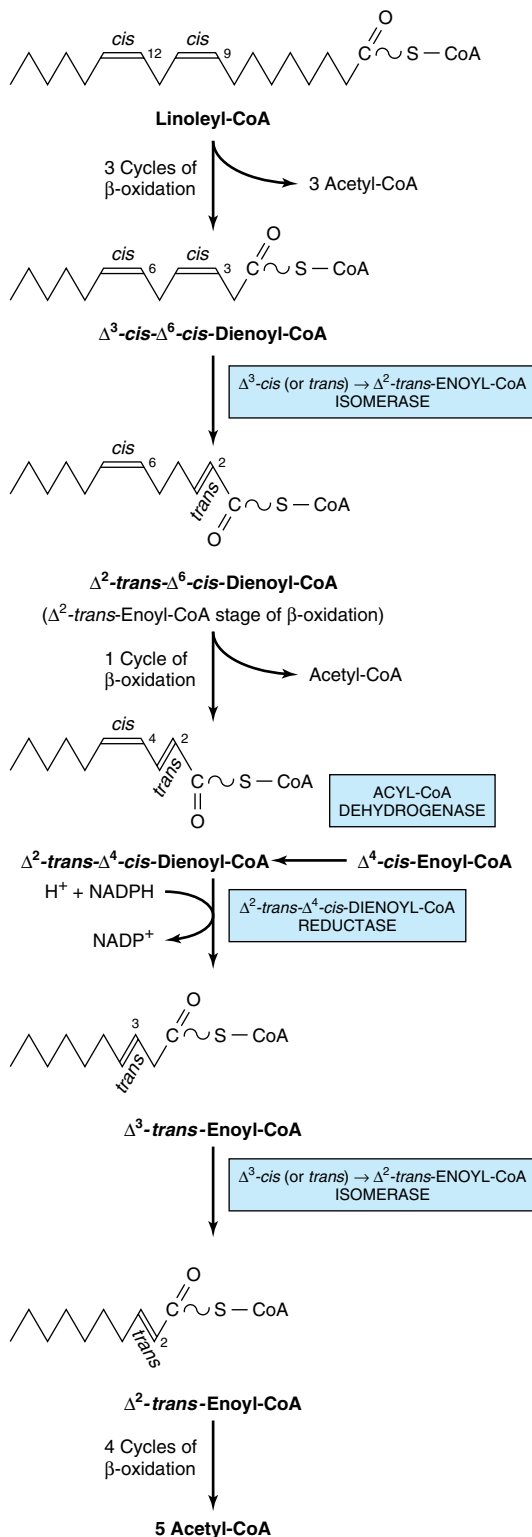 O
cis 12 cis 9 C S — CoA
Linoleyl-CoA
3 Cycles of
β-oxidation
3 Acetyl-CoA
O
cis 6 cis 3 C S — CoA
Δ³-cis-Δ⁶-cis-Dienoyl-CoA
Δ³-cis (or trans) → Δ²-trans-ENOYL-CoA
ISOMERASE
cis 6 2
trans C S — CoA
O
Δ²-trans-Δ⁶-cis-Dienoyl-CoA
(Δ²-trans-Enoyl-CoA stage of β-oxidation)
1 Cycle of
β-oxidation
Acetyl-CoA
cis 4 2
trans C S — CoA
O
ACYL-CoA
DEHYDROGENASE
Δ²-trans-Δ⁴-cis-Dienoyl-CoA Δ⁴-cis-Enoyl-CoA
H⁺ + NADPH
NADP⁺
Δ²-trans-Δ⁴-cis-DIENOYL-CoA
REDUCTASE
O
3 C S — CoA
trans
Δ³-trans-Enoyl-CoA
Δ³-cis (or trans) → Δ²-trans-ENOYL-CoA
ISOMERASE
O
C S — CoA
trans 2
Δ²-trans-Enoyl-CoA
4 Cycles of
β-oxidation
5 Acetyl-CoA